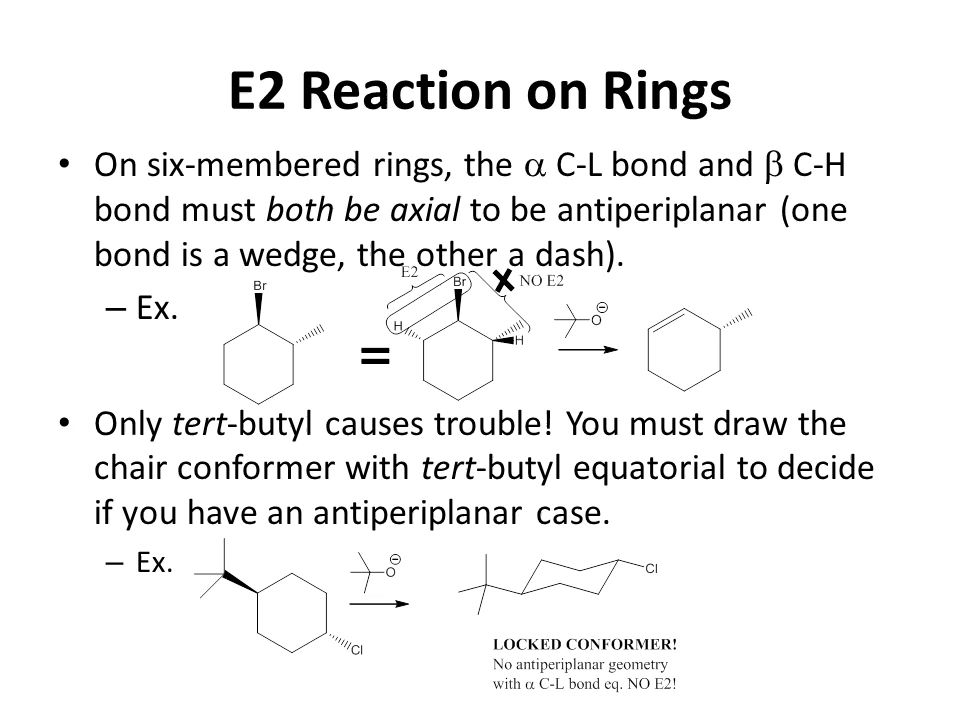 E2 Reaction on Rings
• On six-membered rings, the α C-L bond and β C-H
bond must both be axial to be antiperiplanar (one
bond is a wedge, the other a dash).
E2
NO E2
– Ex.
Br
=
Br
H
H
O
⊖
• Only tert-butyl causes trouble! You must draw the
chair conformer with tert-butyl equatorial to decide
if you have an antiperiplanar case.
– Ex.
Cl
O
⊖
Cl
LOCKED CONFORMER!
No antiperiplanar geometry
with α C-L bond eq. NO E2!